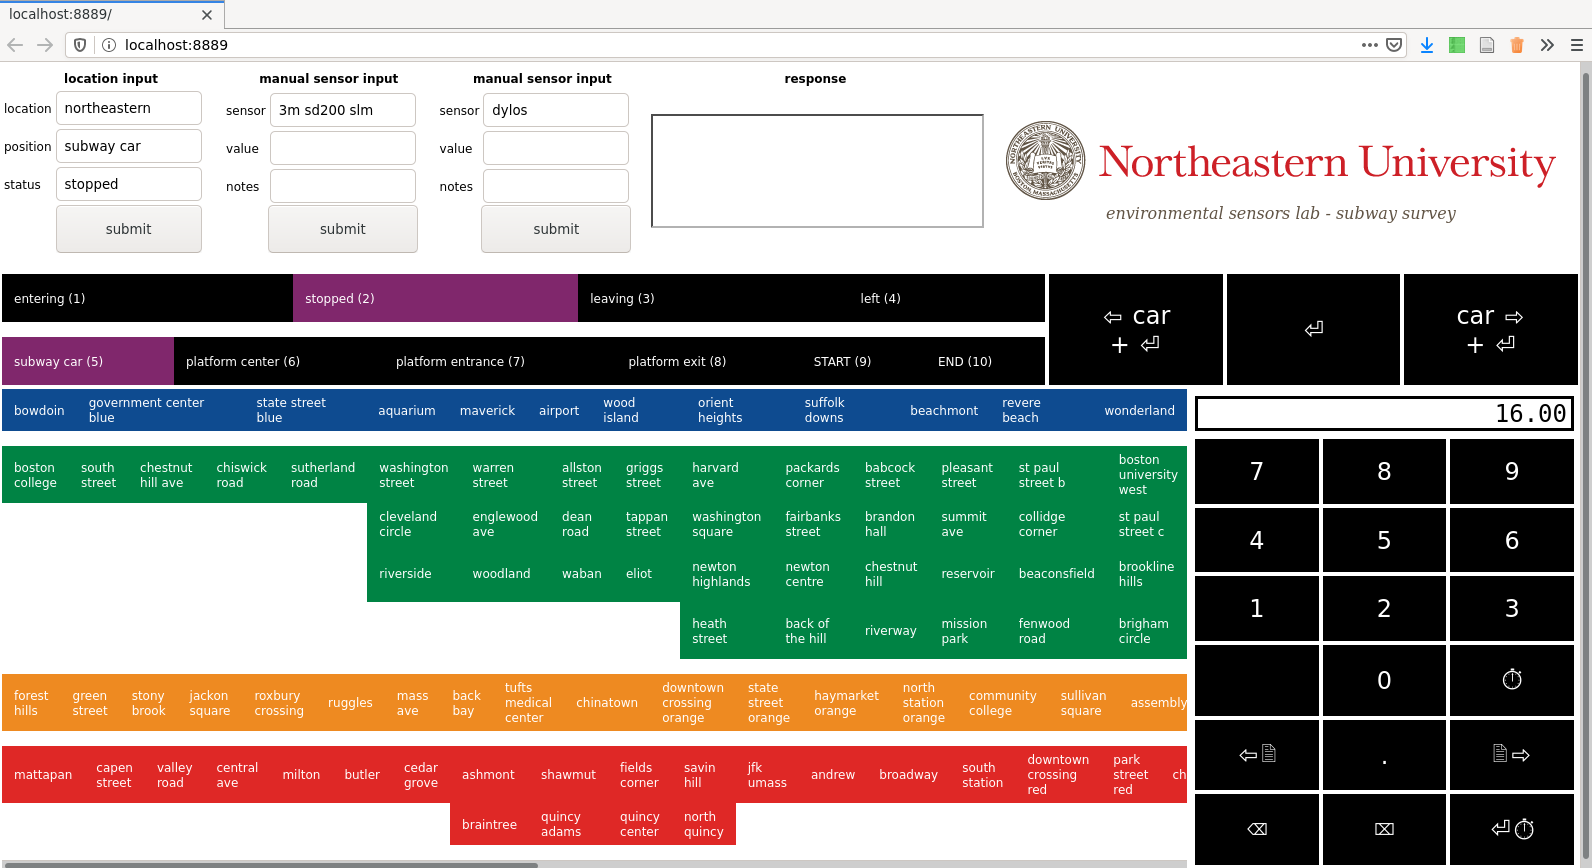 localhost:8889/
localhost:8889
location input
manual sensor input
manual sensor input
response
location
northeastern
position
subway car
status
stopped
submit
sensor
3m sd200 slm
value
notes
submit
sensor
dylos
value
notes
submit
Northeastern University
environmental sensors lab - subway survey
entering (1)
stopped (2)
leaving (3)
left (4)
subway car (5)
platform center (6)
platform entrance (7)
platform exit (8)
START (9)
END (10)
⇦ car
+ ⏎
⏎
car ⇨
+ ⏎
bowdoin
government center
blue
state street
blue
aquarium
maverick
airport
wood
island
orient
heights
suffolk
downs
beachmont
revere
beach
wonderland
boston
college
south
street
chestnut
hill ave
chiswick
road
sutherland
road
washington
street
warren
street
allston
street
griggs
street
harvard
ave
packards
corner
babcock
street
pleasant
street
st paul
street b
boston
university
west
cleveland
circle
englewood
ave
dean
road
tappan
street
washington
square
fairbanks
street
brandon
hall
summit
ave
collidge
corner
st paul
street c
riverside
woodland
waban
eliot
newton
highlands
newton
centre
chestnut
hill
reservoir
beaconsfield
brookline
hills
heath
street
back of
the hill
riverway
mission
park
fenwood
road
brigham
circle
forest
hills
green
street
stony
brook
jackon
square
roxbury
crossing
ruggles
mass
ave
back
bay
tufts
medical
center
chinatown
downtown
crossing
orange
state
street
orange
haymarket
orange
north
station
orange
community
college
sullivan
square
assembly
mattapan
capen
street
valley
road
central
ave
milton
butler
cedar
grove
ashmont
shawmut
fields
corner
savin
hill
jfk
umass
andrew
broadway
south
station
downtown
crossing
red
park
street
red
ch
braintree
quincy
adams
quincy
center
north
quincy
16.00
7
8
9
4
5
6
1
2
3
0
⏱
⇦🗎
.
🗎⇨
⌫
⌧
⏎⏱